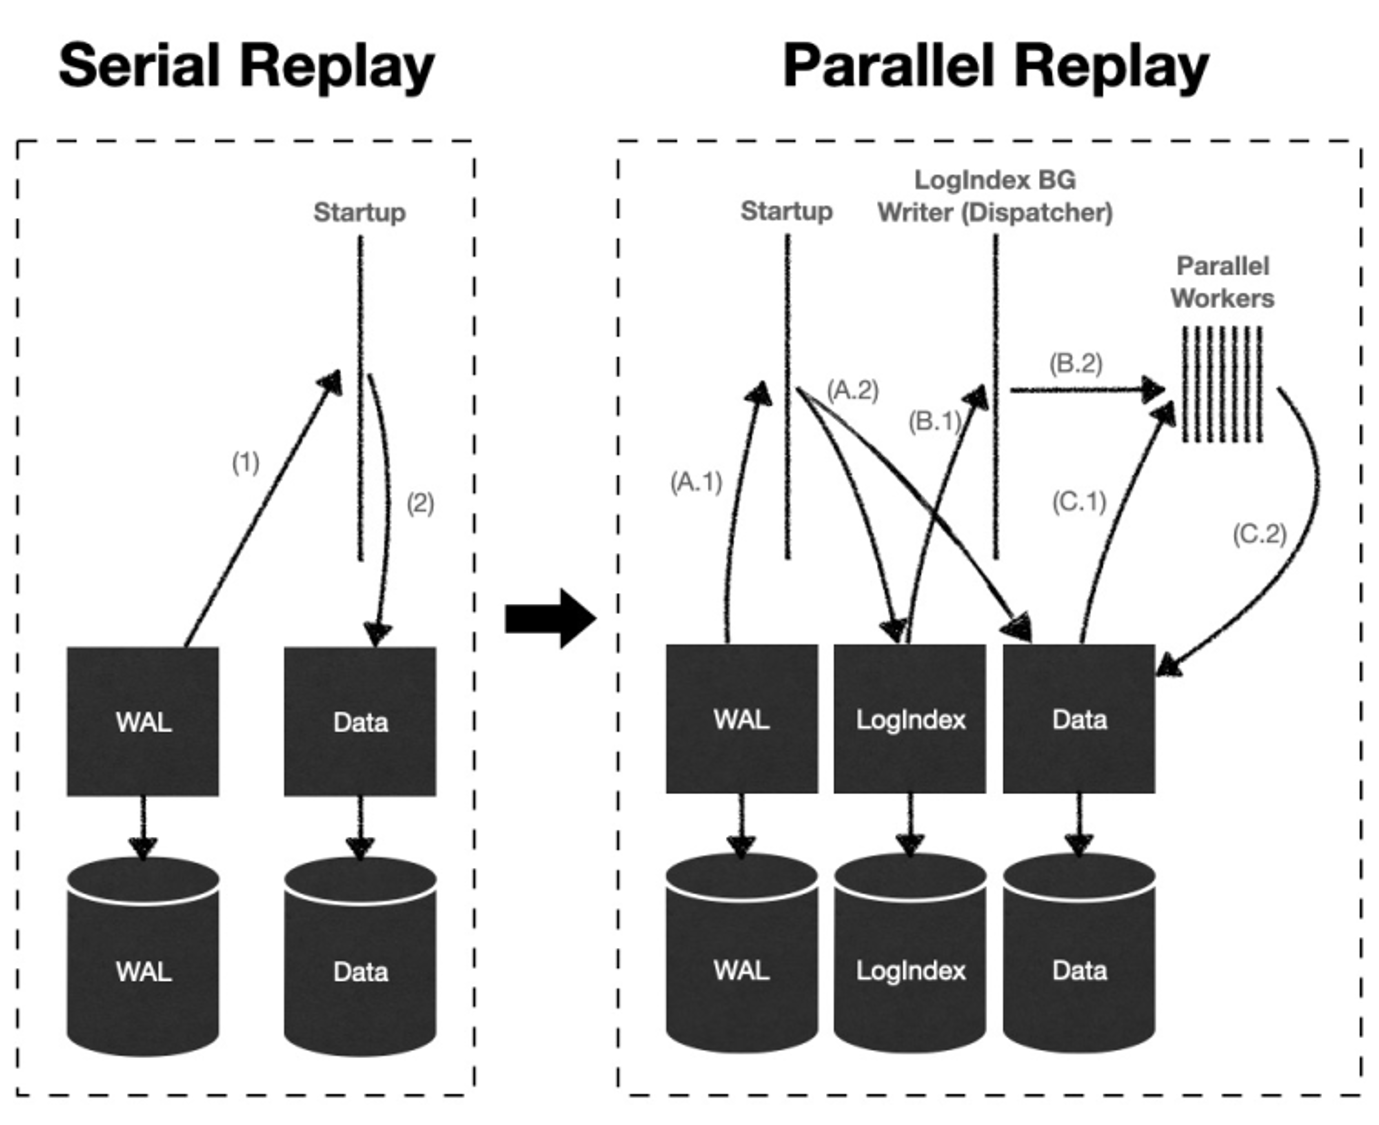 Serial Replay
Startup
(1)
(2)
WAL
Data
WAL
Data
Parallel Replay
Startup
LogIndex BG
Writer (Dispatcher)
Parallel
Workers
(A.1)
(A.2)
(B.1)
(B.2)
(C.1)
(C.2)
WAL
LogIndex
Data
WAL
LogIndex
Data